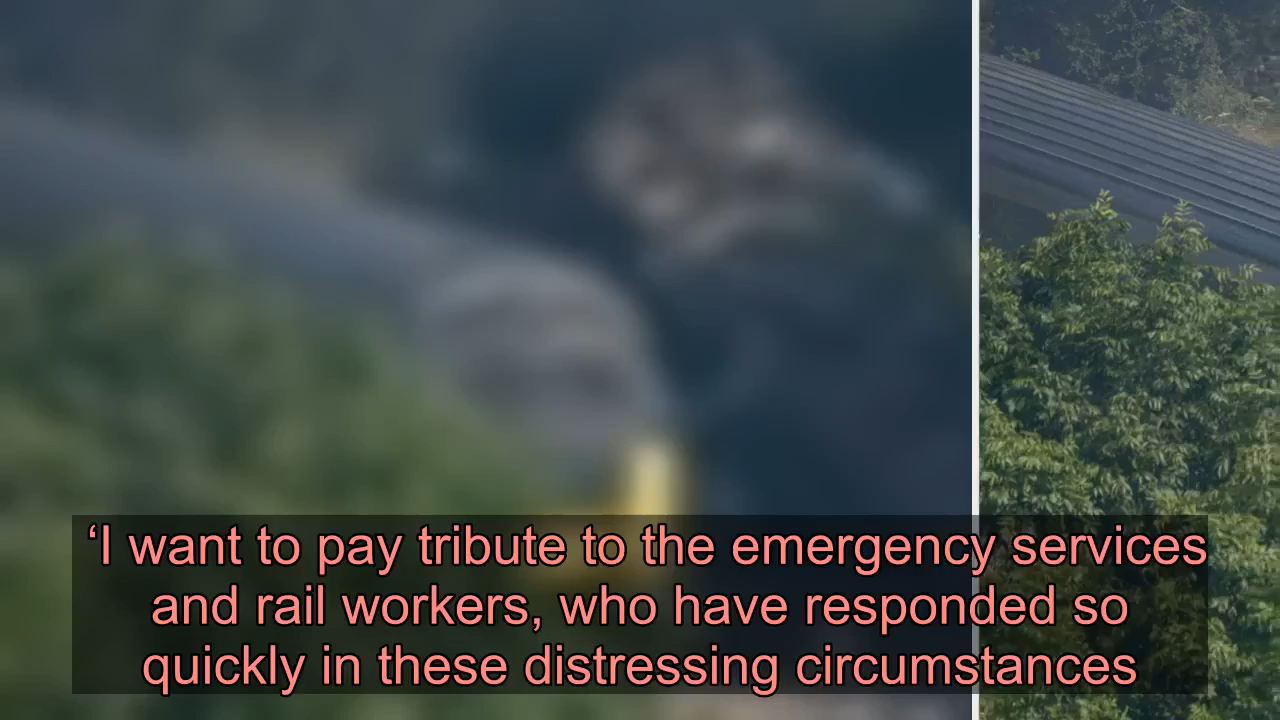 ‘I want to pay tribute to the emergency services
and rail workers, who have responded so
quickly in these distressing circumstances